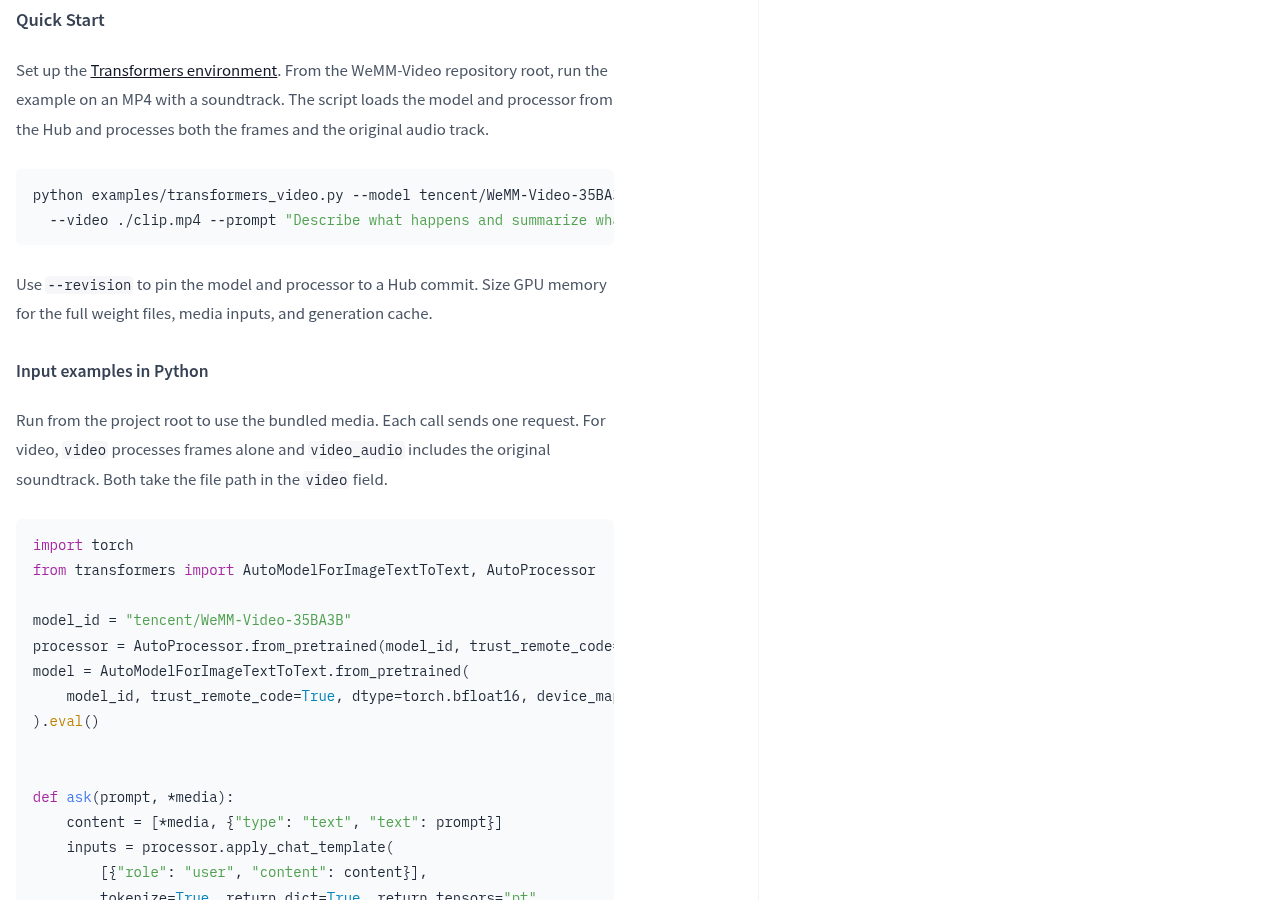 Quick Start
Set up the Transformers environment. From the WeMM-Video repository root, run the
example on an MP4 with a soundtrack. The script loads the model and processor from
the Hub and processes both the frames and the original audio track.
python examples/transformers_video.py --model tencent/WeMM-Video-35BA
--video ./clip.mp4 --prompt "Describe what happens and summarize
Use --revision to pin the model and processor to a Hub commit. Size GPU memory
for the full weight files, media inputs, and generation cache.
Input examples in Python
Run from the project root to use the bundled media. Each call sends one request. For
video, video processes frames alone and video_audio includes the original
soundtrack. Both take the file path in the video field.
import torch
from transformers import AutoModelForImageTextToText, AutoProcessor
model_id = "tencent/WeMM-Video-35BA3B"
processor = AutoProcessor.from_pretrained(model_id, trust_remote_code=
model = AutoModelForImageTextToText.from_pretrained(
    model_id, trust_remote_code=True, dtype=torch.bfloat16, device_ma
).eval()
def ask(prompt, *media):
    content = [*media, {"type": "text", "text": prompt}]
    inputs = processor.apply_chat_template(
        [{"role": "user", "content": content}],
        tokenize=True, return_dict=True, return_tensors="pt"